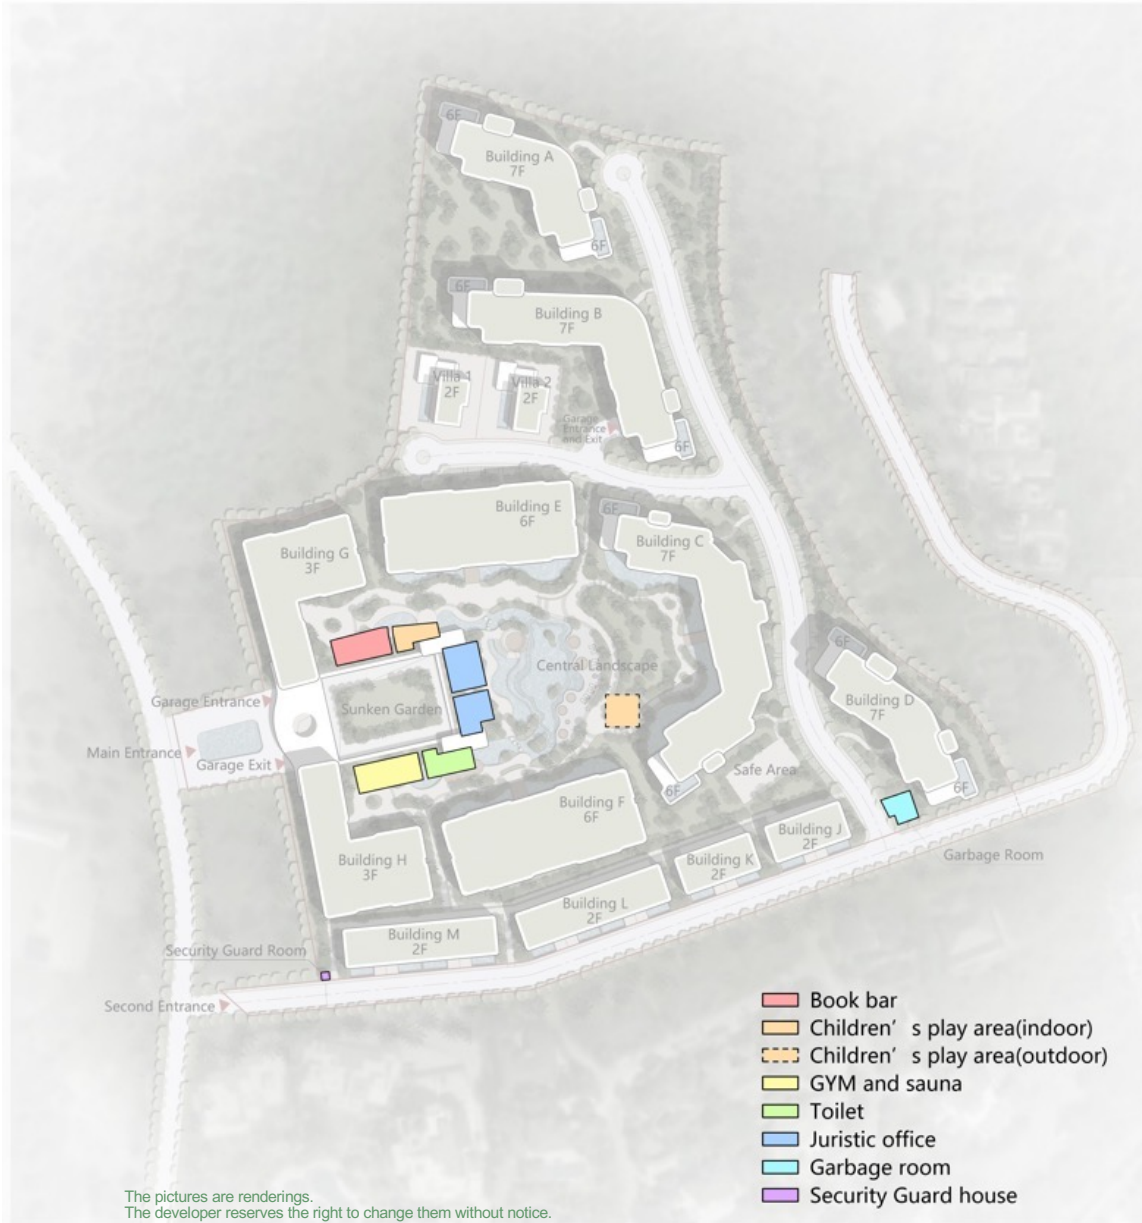 6F
Building A
7F
6F
6F
Building B
7F
Villa 1
2F
Villa 2
2F
Garage
Entrance
and Exit
6F
Building E
6F
6F
Building C
7F
Building G
3F
6F
Central Landscape
Building D
7F
Garage Entrance
Sunken Garden
Main Entrance
Garage Exit
Safe Area
6F
6F
Building F
6F
Building J
2F
Garbage Room
Building K
2F
Building H
3F
Building L
2F
Building M
2F
Security Guard Room
Second Entrance
Book bar
Children’s play area(indoor)
Children’s play area(outdoor)
GYM and sauna
Toilet
Juristic office
Garbage room
Security Guard house
The pictures are renderings.
The developer reserves the right to change them without notice.